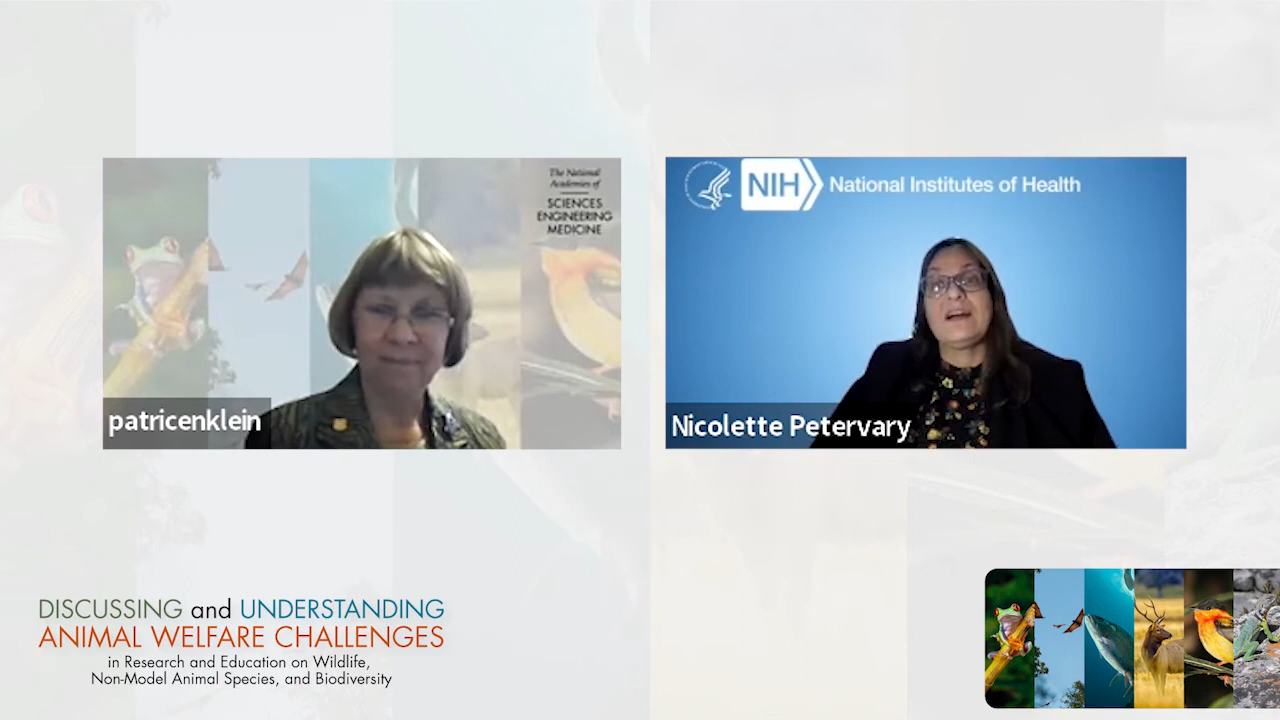 The National
Academies of
SCIENCES
ENGINEERING
MEDICINE
patricenklein
NIH
National Institutes of Health
Nicolette Petervary
DISCUSSING and UNDERSTANDING
ANIMAL WELFARE CHALLENGES
in Research and Education on Wildlife,
Non-Model Animal Species, and Biodiversity